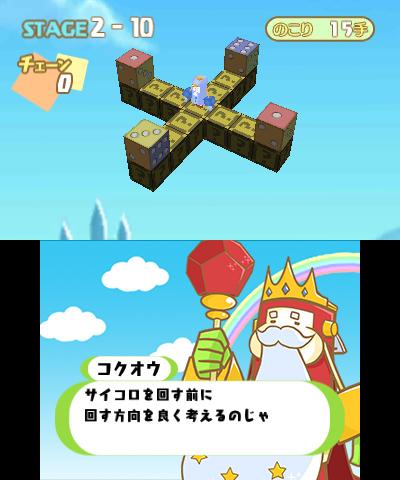 STAGE 2-10
のこり 15手
チェーン
0
コクオウ
サイコロを回す前に
回す方向を良く考えるのじゃ